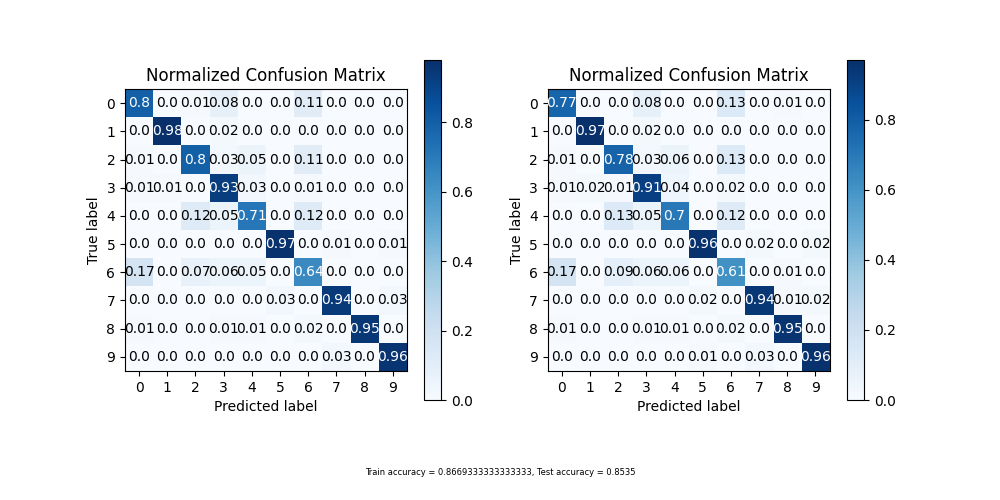 Normalized Confusion Matrix
0 0.8 0.0 0.01 0.08 0.0 0.0 0.11 0.0 0.0 0.0
1 0.0 0.98 0.0 0.02 0.0 0.0 0.0 0.0 0.0 0.0
2 0.01 0.0 0.8 0.03 0.05 0.0 0.11 0.0 0.0 0.0
3 0.01 0.01 0.0 0.93 0.03 0.0 0.01 0.0 0.0 0.0
4 0.0 0.0 0.12 0.05 0.71 0.0 0.12 0.0 0.0 0.0
5 0.0 0.0 0.0 0.0 0.0 0.97 0.0 0.01 0.0 0.01
6 0.17 0.0 0.07 0.06 0.05 0.0 0.64 0.0 0.0 0.0
7 0.0 0.0 0.0 0.0 0.0 0.03 0.0 0.94 0.0 0.03
8 0.01 0.0 0.0 0.01 0.01 0.0 0.02 0.0 0.95 0.0
9 0.0 0.0 0.0 0.0 0.0 0.0 0.0 0.03 0.0 0.96
0 1 2 3 4 5 6 7 8 9
True label
Predicted label
0.8
0.6
0.4
0.2
0.0
Normalized Confusion Matrix
0 0.77 0.0 0.0 0.08 0.0 0.0 0.13 0.0 0.01 0.0
1 0.0 0.97 0.0 0.02 0.0 0.0 0.0 0.0 0.0 0.0
2 0.01 0.0 0.78 0.03 0.06 0.0 0.13 0.0 0.0 0.0
3 0.01 0.02 0.01 0.91 0.04 0.0 0.02 0.0 0.0 0.0
4 0.0 0.0 0.13 0.05 0.7 0.0 0.12 0.0 0.0 0.0
5 0.0 0.0 0.0 0.0 0.0 0.96 0.0 0.02 0.0 0.02
6 0.17 0.0 0.09 0.06 0.06 0.0 0.61 0.0 0.01 0.0
7 0.0 0.0 0.0 0.0 0.0 0.02 0.0 0.94 0.01 0.02
8 0.01 0.0 0.0 0.01 0.01 0.0 0.02 0.0 0.95 0.0
9 0.0 0.0 0.0 0.0 0.0 0.01 0.0 0.03 0.0 0.96
0 1 2 3 4 5 6 7 8 9
True label
Predicted label
0.8
0.6
0.4
0.2
0.0
Train accuracy = 0.8669333333333333, Test accuracy = 0.8535